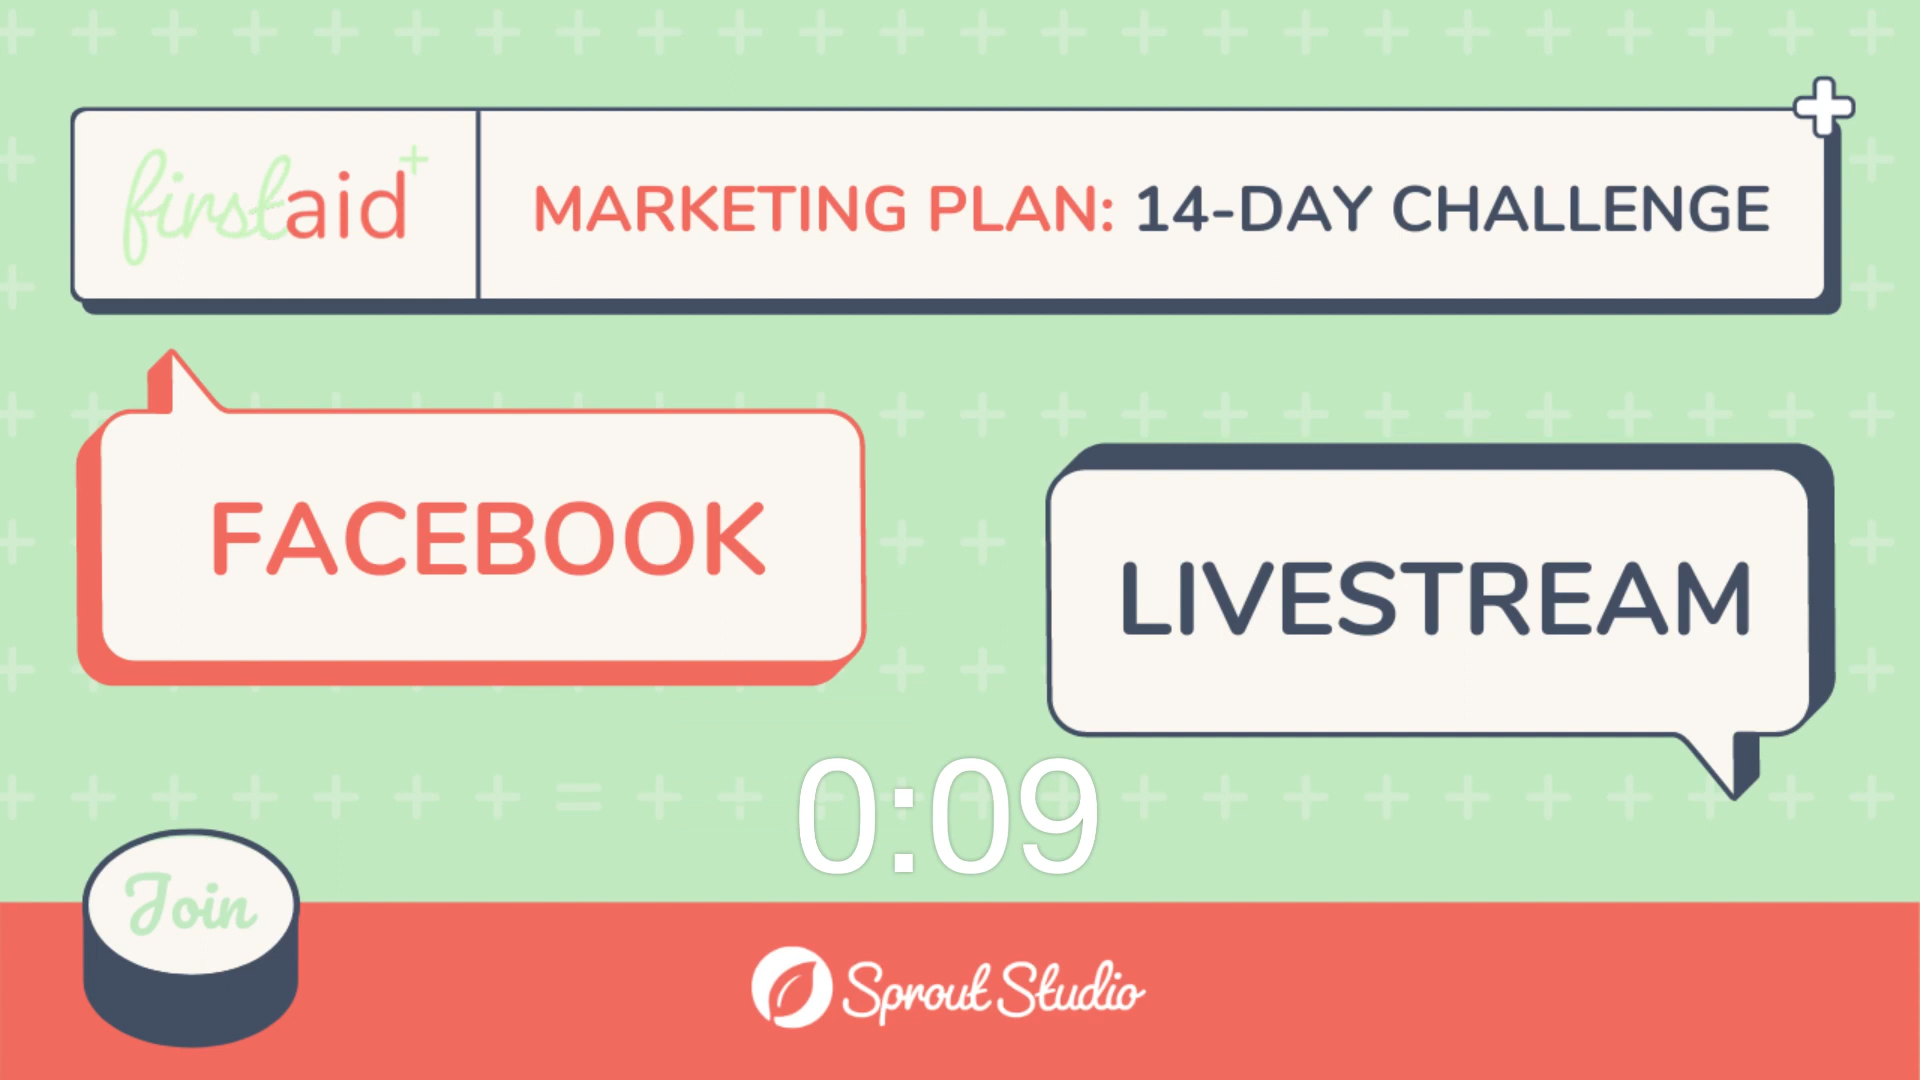 firstaid+
MARKETING PLAN: 14-DAY CHALLENGE
FACEBOOK
LIVESTREAM
0:09
Join
Sprout Studio